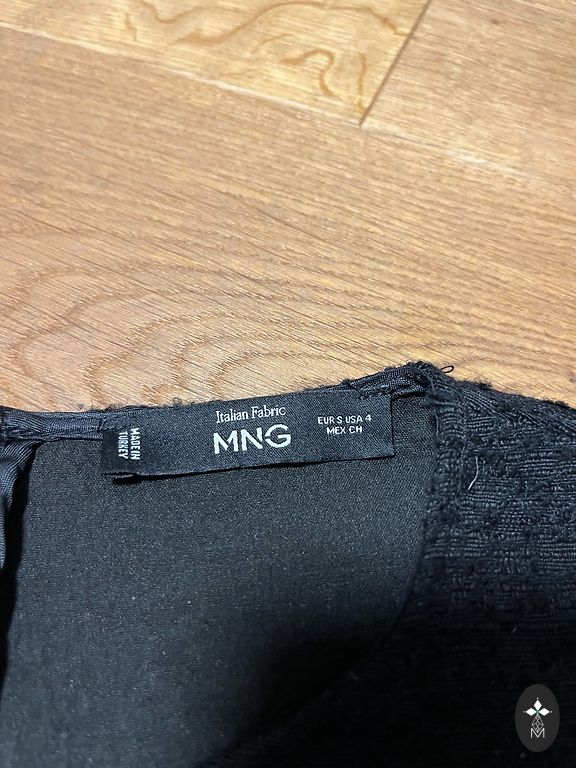 Italian Fabric
MNG
EUR S USA 4
MEX CH
MADE IN
TURKEY